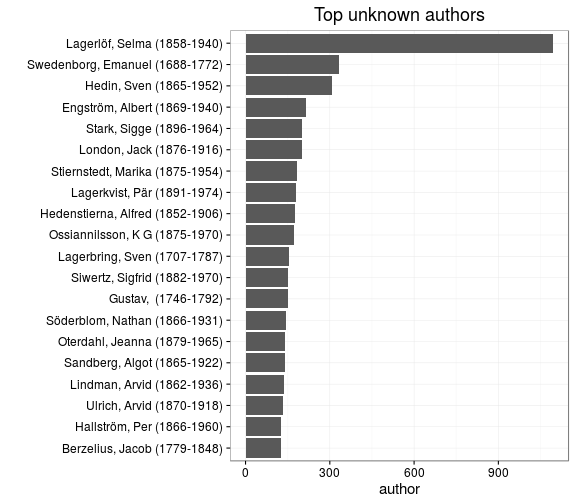 Top unknown authors
Lagerlöf, Selma (1858-1940)
Swedenborg, Emanuel (1688-1772)
Hedin, Sven (1865-1952)
Engström, Albert (1869-1940)
Stark, Sigge (1896-1964)
London, Jack (1876-1916)
Stiernstedt, Marika (1875-1954)
Lagerkvist, Pär (1891-1974)
Hedenstierna, Alfred (1852-1906)
Ossiannilsson, K G (1875-1970)
Lagerbring, Sven (1707-1787)
Siwertz, Sigfrid (1882-1970)
Gustav,  (1746-1792)
Söderblom, Nathan (1866-1931)
Oterdahl, Jeanna (1879-1965)
Sandberg, Algot (1865-1922)
Lindman, Arvid (1862-1936)
Ulrich, Arvid (1870-1918)
Hallström, Per (1866-1960)
Berzelius, Jacob (1779-1848)
0 300 600 900
author